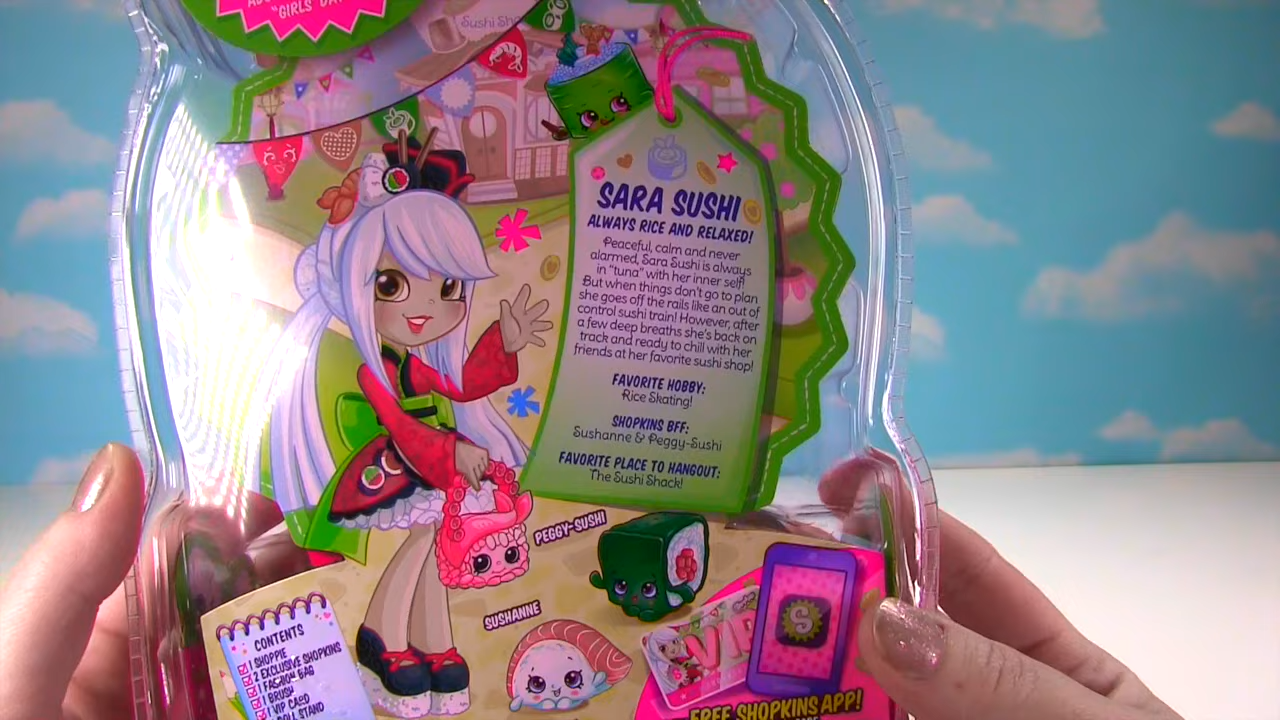 "GIRLS' DAY
Sushi Sho
SARA SUSHI
ALWAYS RICE AND RELAXED!
Peaceful, calm and never
alarmed, Sara Sushi is always
in "tuna" with her inner self!
But when things don't go to plan
she goes off the rails like an out of
control sushi train! However, after
a few deep breaths she's back on
track and ready to chill with her
friends at her favorite sushi shop!
FAVORITE HOBBY:
Rice Skating!
SHOPKINS BFF:
Sushanne & Peggy-Sushi
FAVORITE PLACE TO HANGOUT:
The Sushi Shack!
PEGGY-SUSHI
SUSHANNE
CONTENTS
1 SHOPPIE
2 EXCLUSIVE SHOPKINS
1 FASHION BAG
1 BRUSH
1 VIP CARD
DOLL STAND
VIP
S
FREE SHOPKINS APP!